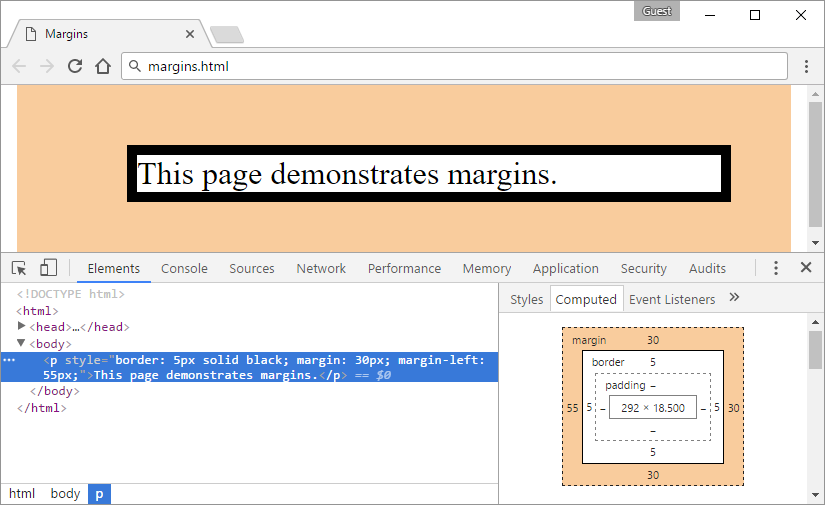 Guest
Margins
margins.html
This page demonstrates margins.
Elements Console Sources Network Performance Memory Application Security Audits
<!DOCTYPE html>
<html>
<head>…</head>
<body>
<p style="border: 5px solid black; margin: 30px; margin-left:
55px;">This page demonstrates margins.</p> == $0
</body>
</html>
html body p
Styles Computed Event Listeners »
margin 30
border 5
padding –
55 5 – 292 × 18.500 – 5 30
–
5
30